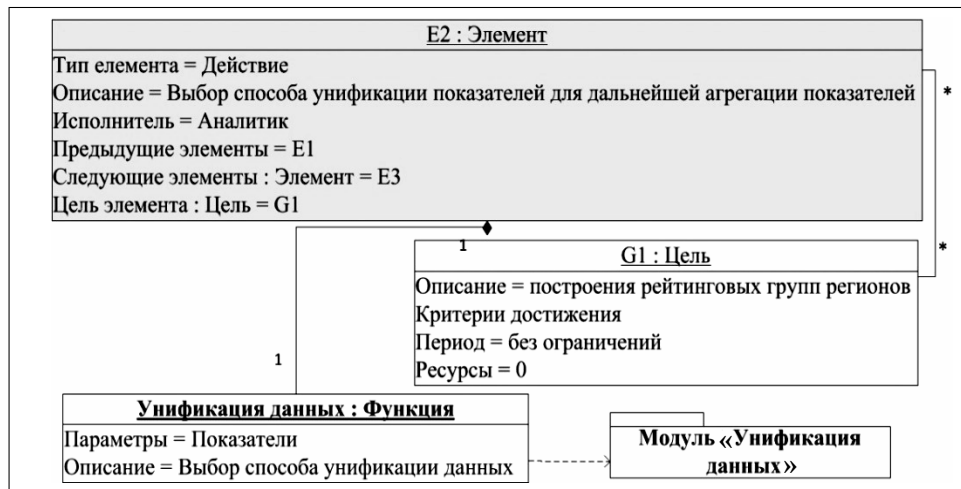 E2 : Элемент
Тип елемента = Действие
Описание = Выбор способа унификации показателей для дальнейшей агрегации показателей
Исполнитель = Аналитик
Предыдущие элементы = E1
Следующие элементы : Элемент = E3
Цель элемента : Цель = G1
*
1
*
G1 : Цель
Описание = построения рейтинговых групп регионов
Критерии достижения
Период = без ограничений
Ресурсы = 0
1
Унификация данных : Функция
Параметры = Показатели
Описание = Выбор способа унификации данных
Модуль «Унификация
данных»